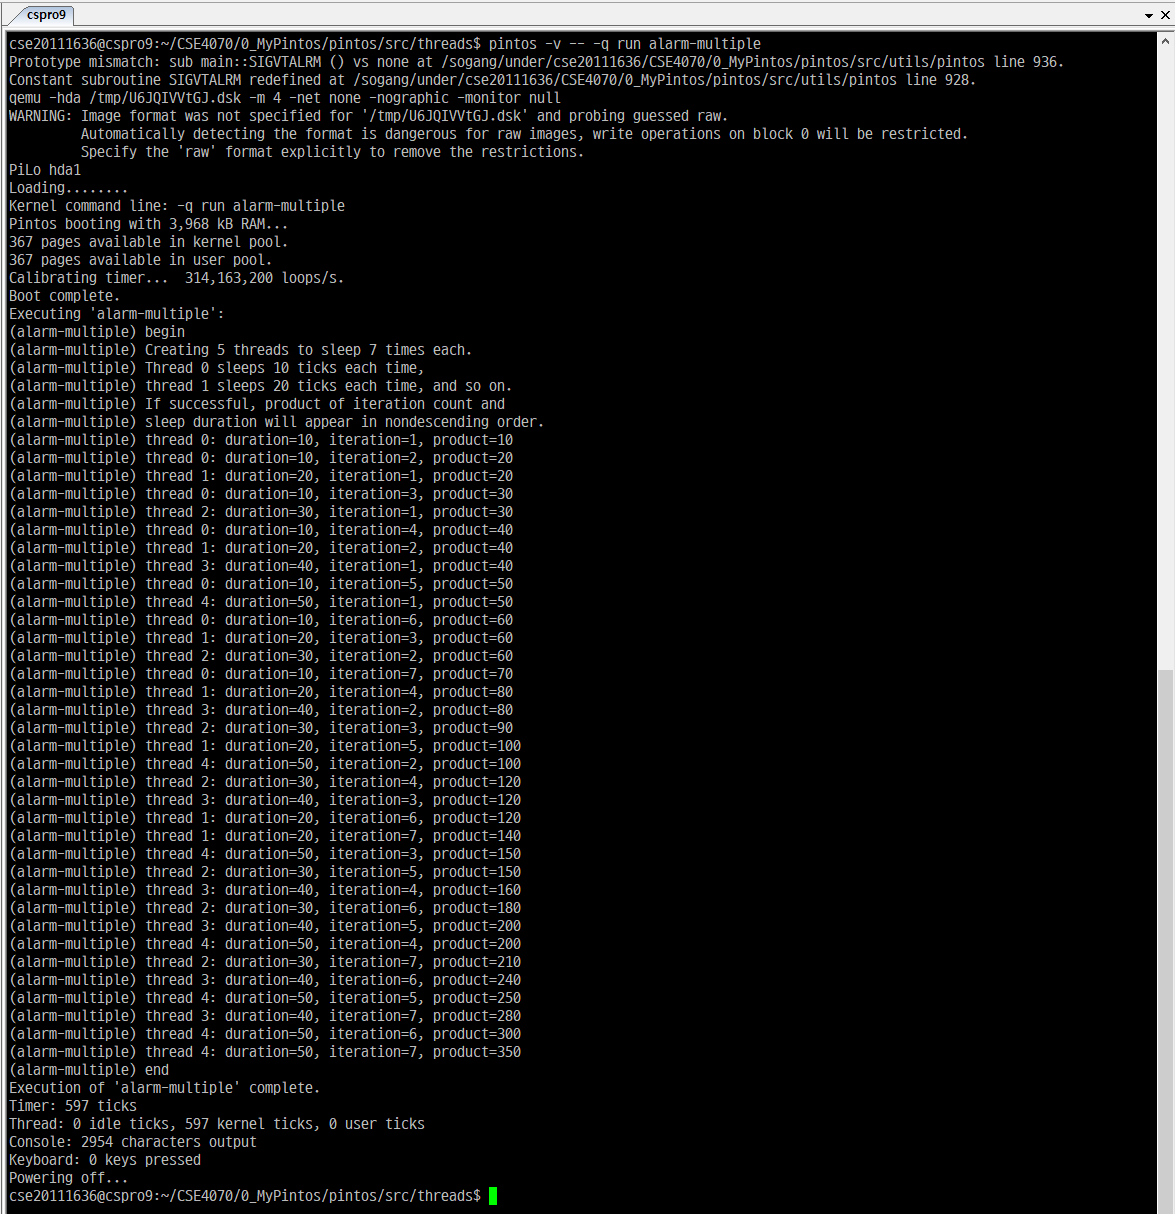 cspro9
cse20111636@cspro9:~/CSE4070/0_MyPintos/pintos/src/threads$ pintos -v -- -q run alarm-multiple
Prototype mismatch: sub main::SIGVTALRM () vs none at /sogang/under/cse20111636/CSE4070/0_MyPintos/pintos/src/utils/pintos line 936.
Constant subroutine SIGVTALRM redefined at /sogang/under/cse20111636/CSE4070/0_MyPintos/pintos/src/utils/pintos line 928.
qemu -hda /tmp/U6JQIVVtGJ.dsk -m 4 -net none -nographic -monitor null
WARNING: Image format was not specified for '/tmp/U6JQIVVtGJ.dsk' and probing guessed raw.
         Automatically detecting the format is dangerous for raw images, write operations on block 0 will be restricted.
         Specify the 'raw' format explicitly to remove the restrictions.
PiLo hda1
Loading........
Kernel command line: -q run alarm-multiple
Pintos booting with 3,968 kB RAM...
367 pages available in kernel pool.
367 pages available in user pool.
Calibrating timer...  314,163,200 loops/s.
Boot complete.
Executing 'alarm-multiple':
(alarm-multiple) begin
(alarm-multiple) Creating 5 threads to sleep 7 times each.
(alarm-multiple) Thread 0 sleeps 10 ticks each time,
(alarm-multiple) thread 1 sleeps 20 ticks each time, and so on.
(alarm-multiple) If successful, product of iteration count and
(alarm-multiple) sleep duration will appear in nondescending order.
(alarm-multiple) thread 0: duration=10, iteration=1, product=10
(alarm-multiple) thread 0: duration=10, iteration=2, product=20
(alarm-multiple) thread 1: duration=20, iteration=1, product=20
(alarm-multiple) thread 0: duration=10, iteration=3, product=30
(alarm-multiple) thread 2: duration=30, iteration=1, product=30
(alarm-multiple) thread 0: duration=10, iteration=4, product=40
(alarm-multiple) thread 1: duration=20, iteration=2, product=40
(alarm-multiple) thread 3: duration=40, iteration=1, product=40
(alarm-multiple) thread 0: duration=10, iteration=5, product=50
(alarm-multiple) thread 4: duration=50, iteration=1, product=50
(alarm-multiple) thread 0: duration=10, iteration=6, product=60
(alarm-multiple) thread 1: duration=20, iteration=3, product=60
(alarm-multiple) thread 2: duration=30, iteration=2, product=60
(alarm-multiple) thread 0: duration=10, iteration=7, product=70
(alarm-multiple) thread 1: duration=20, iteration=4, product=80
(alarm-multiple) thread 3: duration=40, iteration=2, product=80
(alarm-multiple) thread 2: duration=30, iteration=3, product=90
(alarm-multiple) thread 1: duration=20, iteration=5, product=100
(alarm-multiple) thread 4: duration=50, iteration=2, product=100
(alarm-multiple) thread 2: duration=30, iteration=4, product=120
(alarm-multiple) thread 3: duration=40, iteration=3, product=120
(alarm-multiple) thread 1: duration=20, iteration=6, product=120
(alarm-multiple) thread 1: duration=20, iteration=7, product=140
(alarm-multiple) thread 4: duration=50, iteration=3, product=150
(alarm-multiple) thread 2: duration=30, iteration=5, product=150
(alarm-multiple) thread 3: duration=40, iteration=4, product=160
(alarm-multiple) thread 2: duration=30, iteration=6, product=180
(alarm-multiple) thread 3: duration=40, iteration=5, product=200
(alarm-multiple) thread 4: duration=50, iteration=4, product=200
(alarm-multiple) thread 2: duration=30, iteration=7, product=210
(alarm-multiple) thread 3: duration=40, iteration=6, product=240
(alarm-multiple) thread 4: duration=50, iteration=5, product=250
(alarm-multiple) thread 3: duration=40, iteration=7, product=280
(alarm-multiple) thread 4: duration=50, iteration=6, product=300
(alarm-multiple) thread 4: duration=50, iteration=7, product=350
(alarm-multiple) end
Execution of 'alarm-multiple' complete.
Timer: 597 ticks
Thread: 0 idle ticks, 597 kernel ticks, 0 user ticks
Console: 2954 characters output
Keyboard: 0 keys pressed
Powering off...
cse20111636@cspro9:~/CSE4070/0_MyPintos/pintos/src/threads$